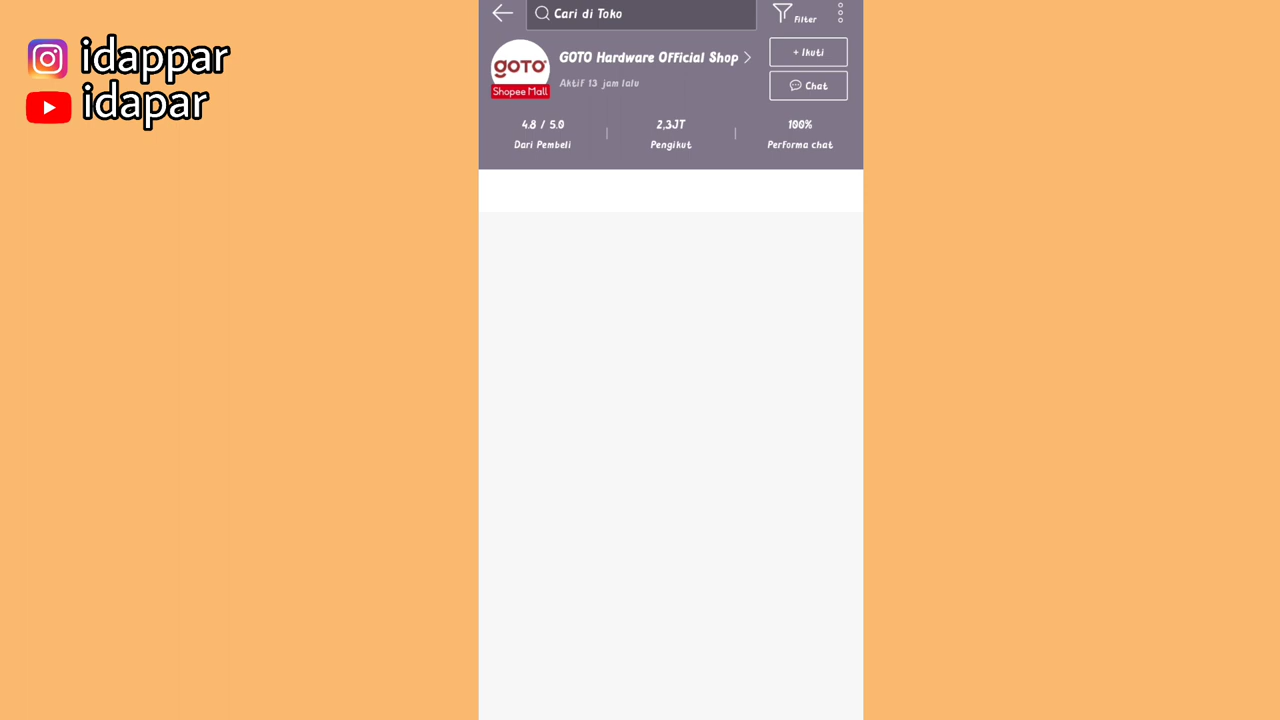 idappar
idapar
Cari di Toko
Filter
GOTO Hardware Official Shop
+ Ikuti
goto
Shopee Mall
Aktif 13 jam lalu
Chat
4.8 / 5.0
2,3JT
100%
Dari Pembeli
Pengikut
Performa chat